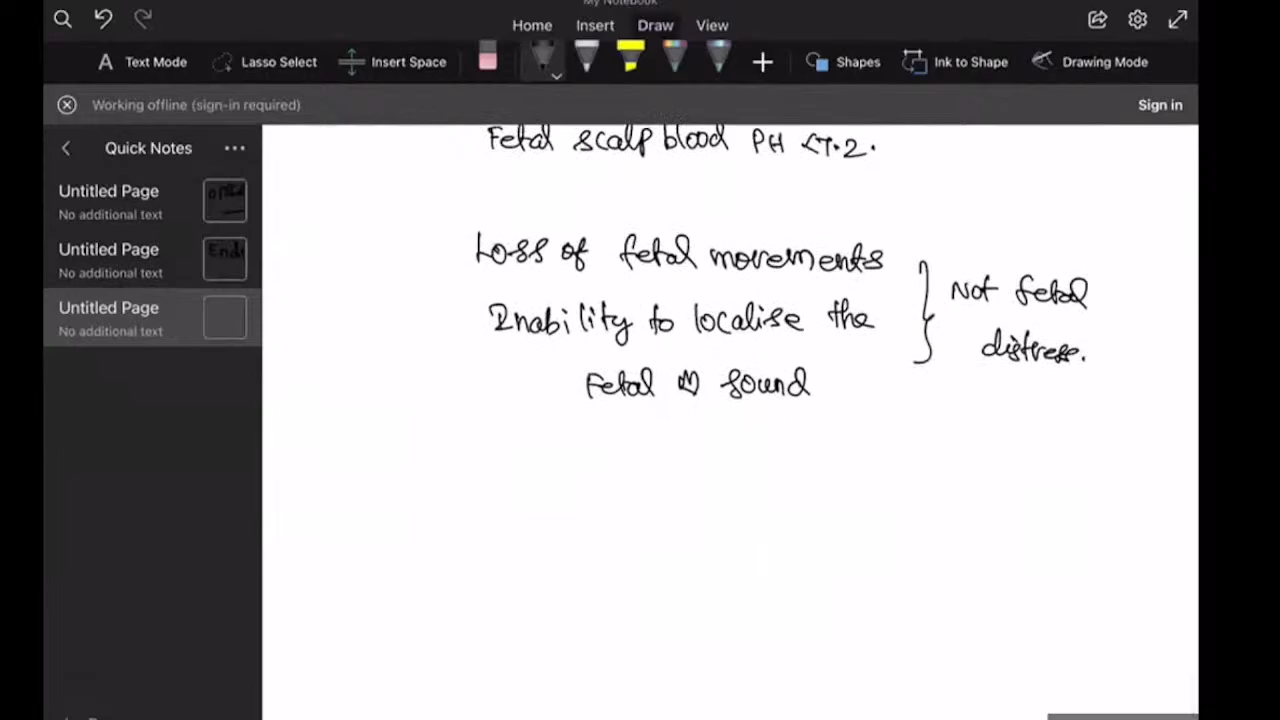 My Notebook
Home Insert Draw View
Text Mode Lasso Select Insert Space Shapes Ink to Shape Drawing Mode
Working offline (sign-in required) Sign in
Quick Notes
Untitled Page
No additional text
Untitled Page
No additional text
Untitled Page
No additional text
Fetal scalp blood PH <7.2.
Loss of fetal movements
Inability to localise the
Fetal ♡ sound
Not fetal
distress.